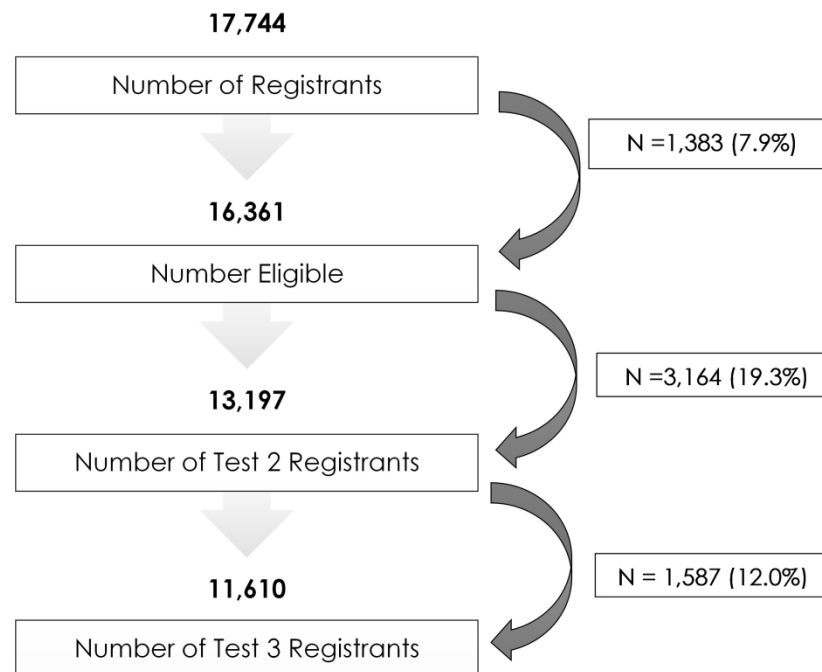 17,744
Number of Registrants
N =1,383 (7.9%)
16,361
Number Eligible
N =3,164 (19.3%)
13,197
Number of Test 2 Registrants
N = 1,587 (12.0%)
11,610
Number of Test 3 Registrants